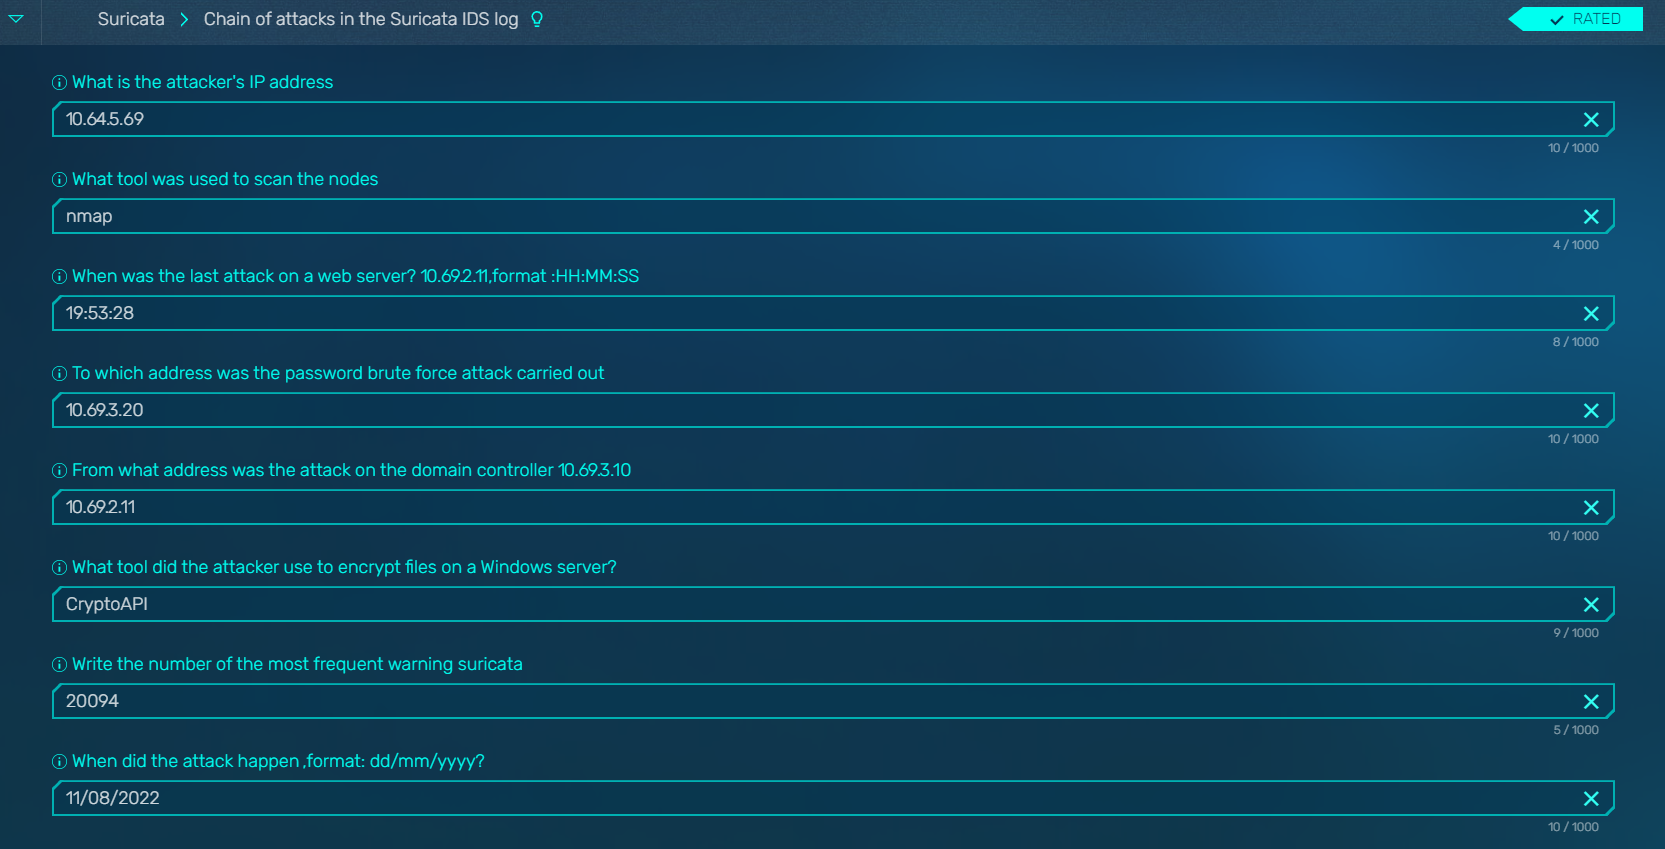 Suricata > Chain of attacks in the Suricata IDS log
RATED
What is the attacker's IP address
10.64.5.69
10 / 1000
What tool was used to scan the nodes
nmap
4 / 1000
When was the last attack on a web server? 10.69.2.11,format :HH:MM:SS
19:53:28
8 / 1000
To which address was the password brute force attack carried out
10.69.3.20
10 / 1000
From what address was the attack on the domain controller 10.69.3.10
10.69.2.11
10 / 1000
What tool did the attacker use to encrypt files on a Windows server?
CryptoAPI
9 / 1000
Write the number of the most frequent warning suricata
20094
5 / 1000
When did the attack happen ,format: dd/mm/yyyy?
11/08/2022
10 / 1000